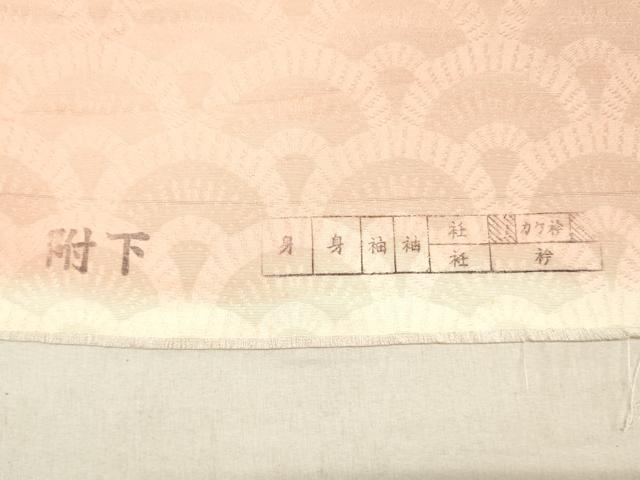 附下
身 身 袖 袖 衽 カケ衿
衽 衿